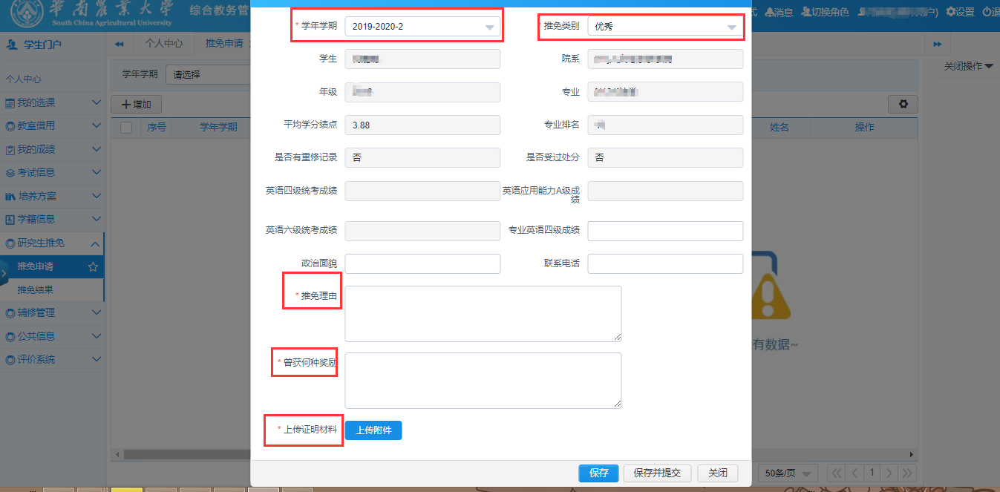 华南农业大学
South China Agricultural University
综合教务管
消息
切换角色
设置
学生门户
个人中心
推免申请
关闭操作
学年学期 请选择
增加
序号
学年学期
姓名
操作
个人中心
我的选课
教室借用
我的成绩
考试信息
培养方案
学籍信息
研究生推免
推免申请
推免结果
辅修管理
公共信息
评价系统
* 学年学期 2019-2020-2
* 推免类别 优秀
学生
院系
年级
专业
平均学分绩点 3.88
专业排名
是否有重修记录 否
是否受过处分 否
英语四级统考成绩
英语应用能力A级成
绩
英语六级统考成绩
专业英语四级成绩
政治面貌
联系电话
* 推免理由
* 曾获何种奖励
* 上传证明材料 上传附件
有数据~
保存
保存并提交
关闭
50条/页
1